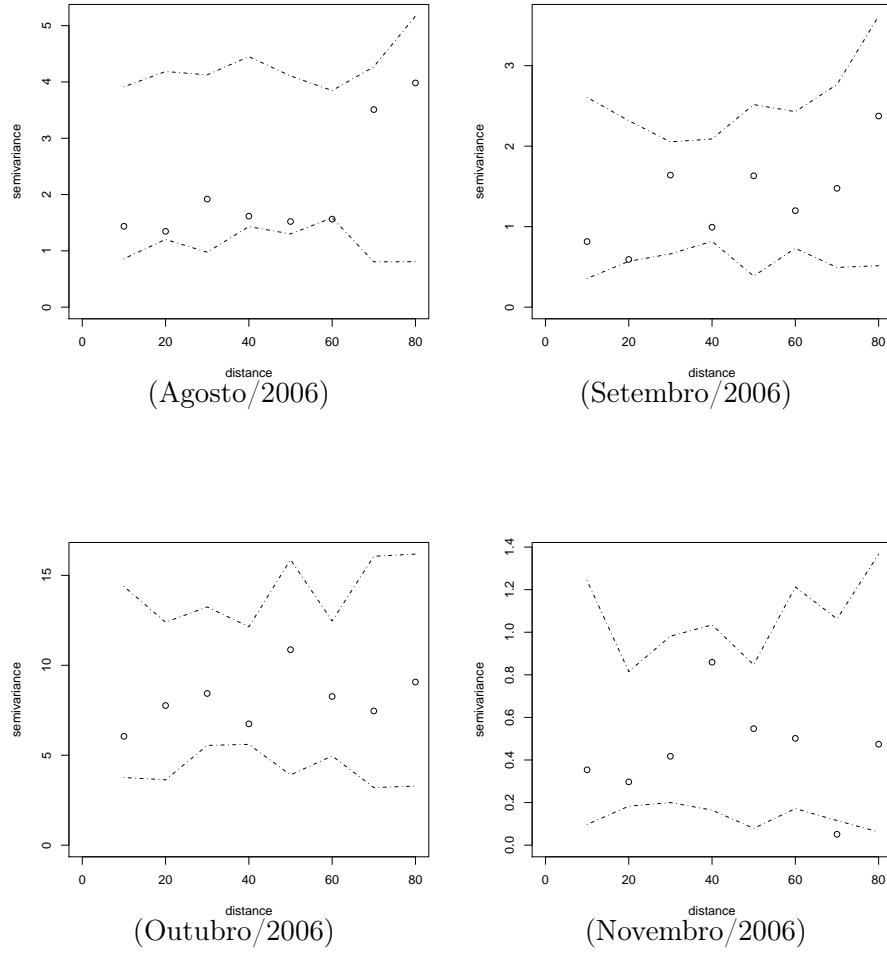 semivariance
5
4
3
2
1
0
0 20 40 60 80
distance
(Agosto/2006)
semivariance
3
2
1
0
0 20 40 60 80
distance
(Setembro/2006)
semivariance
15
10
5
0
0 20 40 60 80
distance
(Outubro/2006)
semivariance
1.4
1.2
1.0
0.8
0.6
0.4
0.2
0.0
0 20 40 60 80
distance
(Novembro/2006)